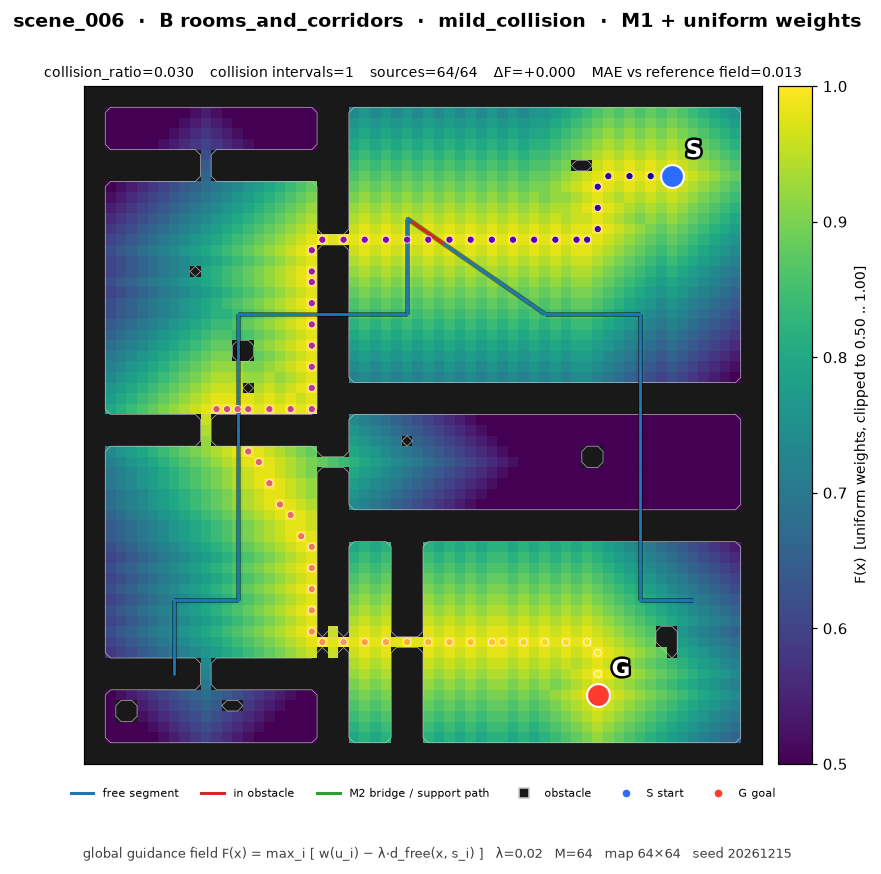 scene_006 · B rooms_and_corridors · mild_collision · M1 + uniform weights
collision_ratio=0.030 collision intervals=1 sources=64/64 ΔF=+0.000 MAE vs reference field=0.013
S
G
1.0
0.9
0.8
0.7
0.6
0.5
F(x) [uniform weights, clipped to 0.50 .. 1.00]
free segment
in obstacle
M2 bridge / support path
obstacle
S start
G goal
global guidance field F(x) = max_i [ w(u_i) − λ·d_free(x, s_i) ] λ=0.02 M=64 map 64×64 seed 20261215